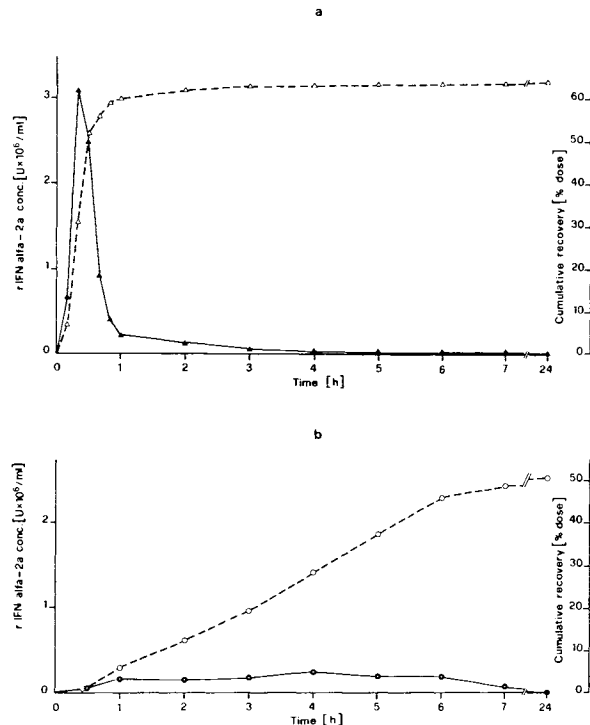 a
r IFN alfa-2a conc. [U×10⁶/ml]
3
2
1
0
Cumulative recovery [% dose]
60
50
40
30
20
10
0
0 1 2 3 4 5 6 7 24
Time [h]
b
r IFN alfa-2a conc. [U×10⁶/ml]
2
1
0
Cumulative recovery [% dose]
50
40
30
20
10
0
0 1 2 3 4 5 6 7 24
Time [h]